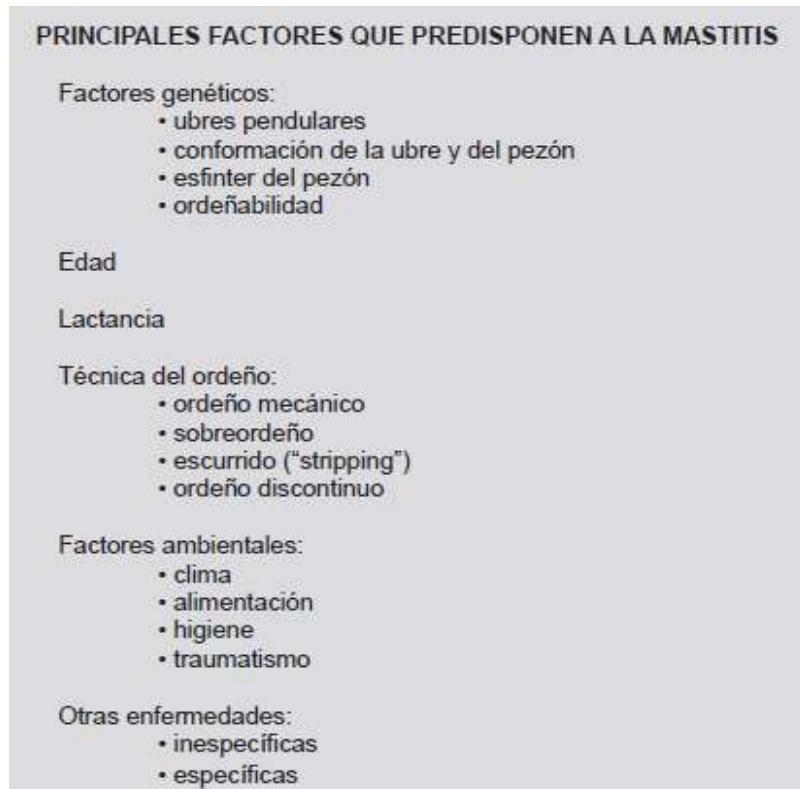 PRINCIPALES FACTORES QUE PREDISPONEN A LA MASTITIS
Factores genéticos:
• ubres pendulares
• conformación de la ubre y del pezón
• esfinter del pezón
• ordeñabilidad
Edad
Lactancia
Técnica del ordeño:
• ordeño mecánico
• sobreordeño
• escurrido (“stripping”)
• ordeño discontinuo
Factores ambientales:
• clima
• alimentación
• higiene
• traumatismo
Otras enfermedades:
• inespecíficas
• específicas